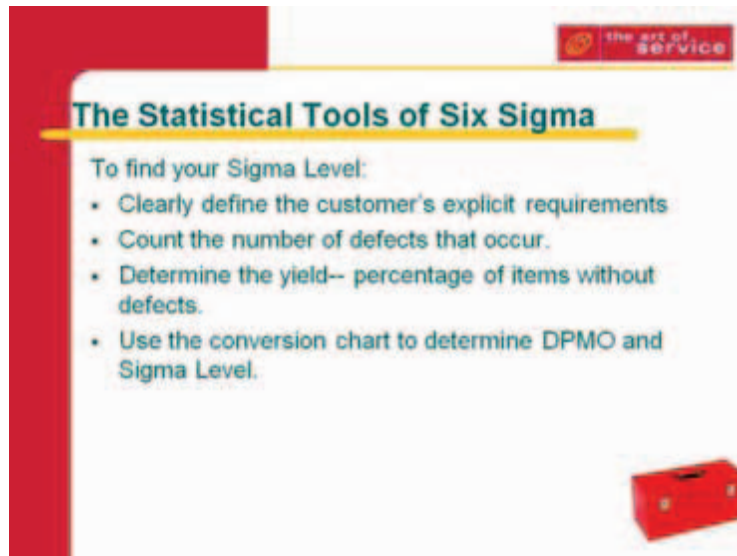 the art of
service
The Statistical Tools of Six Sigma
To find your Sigma Level:
• Clearly define the customer's explicit requirements
• Count the number of defects that occur.
• Determine the yield-- percentage of items without
defects.
• Use the conversion chart to determine DPMO and
Sigma Level.